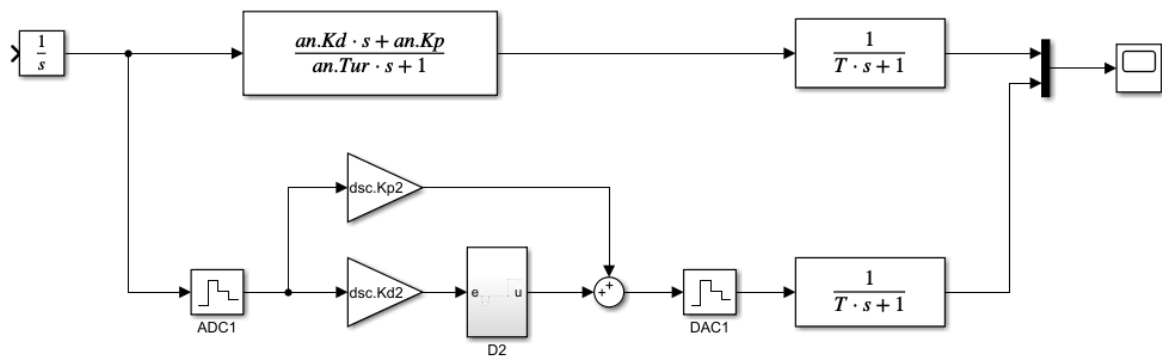 1
s
an.Kd · s + an.Kp
an.Tur · s + 1
1
T · s + 1
dsc.Kp2
ADC1
dsc.Kd2
e
u
D2
+
+
DAC1
1
T · s + 1